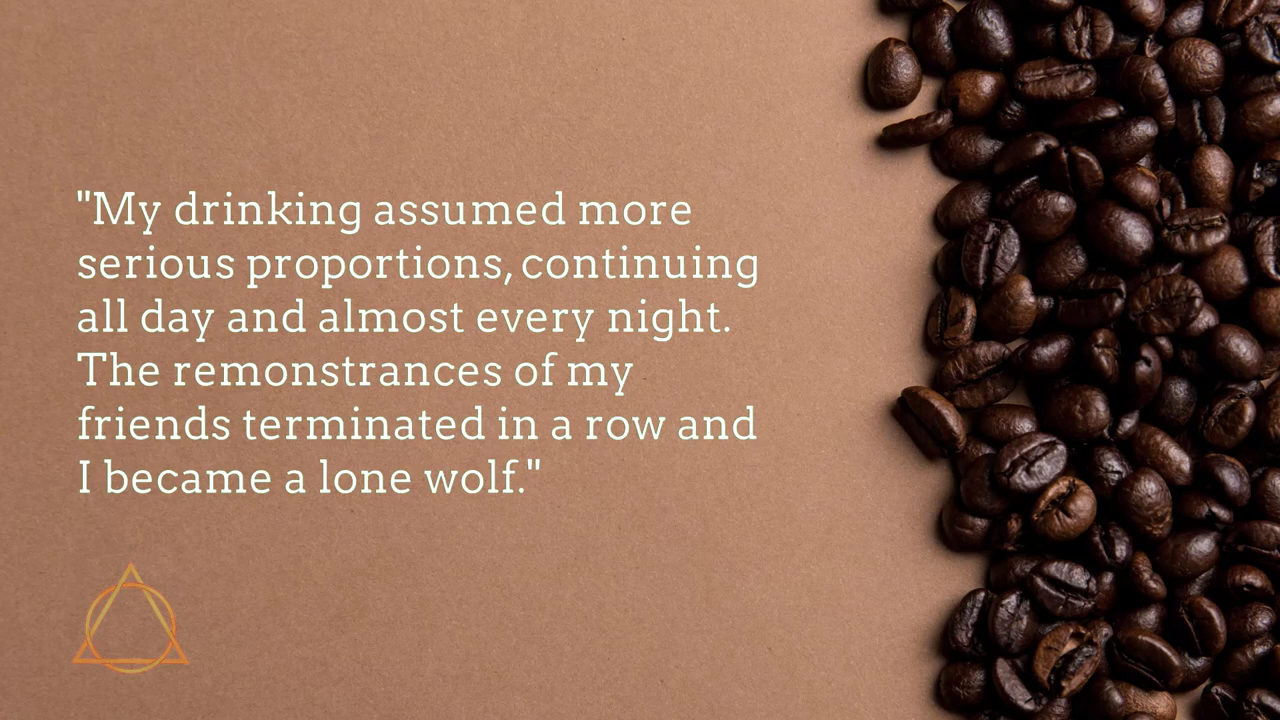 "My drinking assumed more
serious proportions, continuing
all day and almost every night.
The remonstrances of my
friends terminated in a row and
I became a lone wolf."